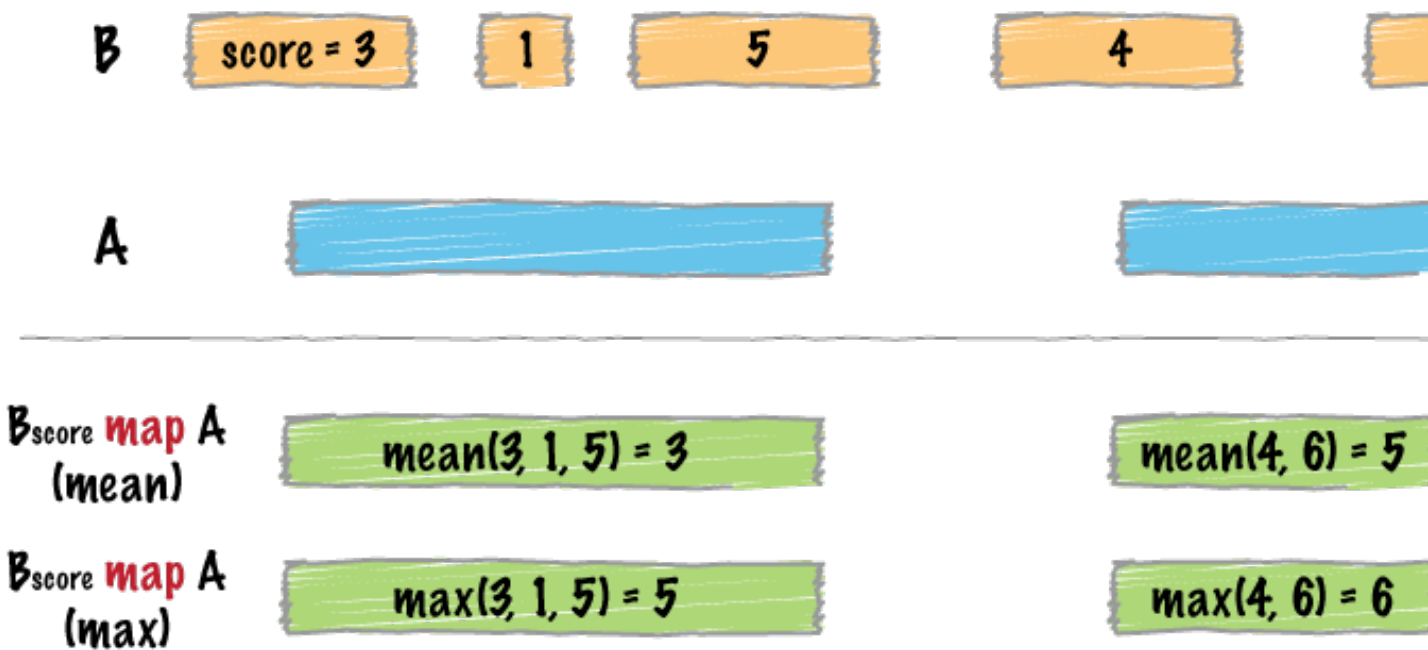 B score = 3 1 5 4
A
Bscore map A
(mean)
mean(3, 1, 5) = 3 mean(4, 6) = 5
Bscore map A
(max)
max(3, 1, 5) = 5 max(4, 6) = 6